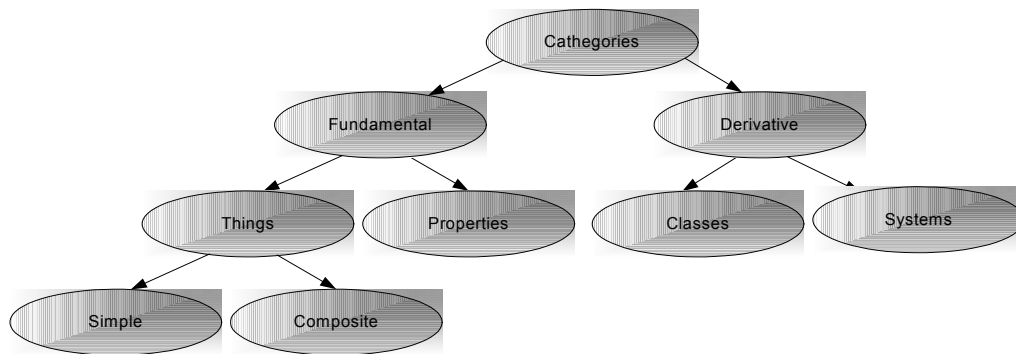 Cathegories
Fundamental
Derivative
Things
Properties
Classes
Systems
Simple
Composite